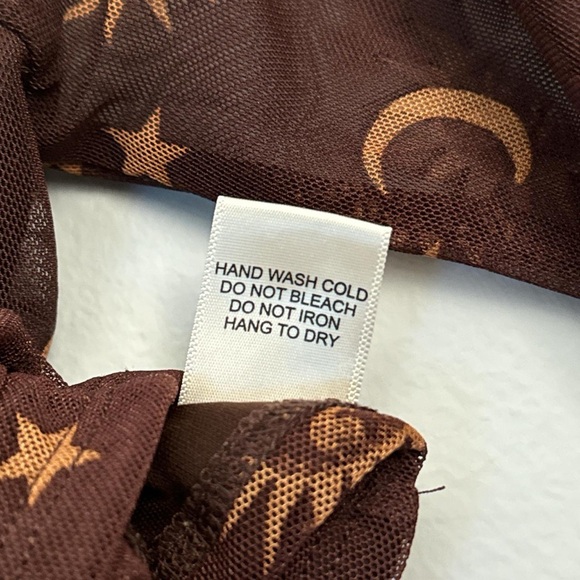 HAND WASH COLD
DO NOT BLEACH
DO NOT IRON
HANG TO DRY